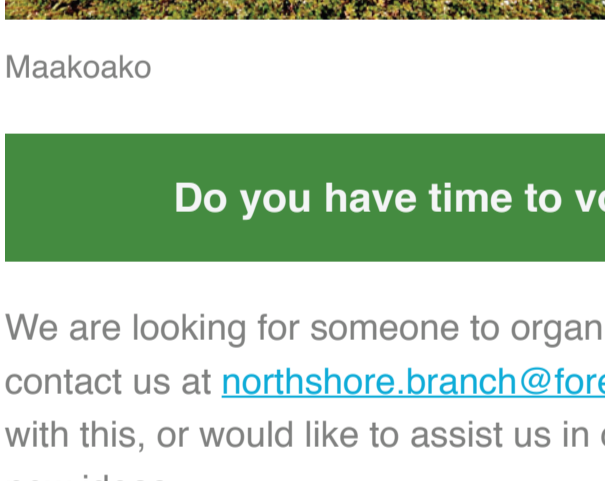 Maakoako
Do you have time to
We are looking for someone to
contact us at
with this, or would like to assist us in